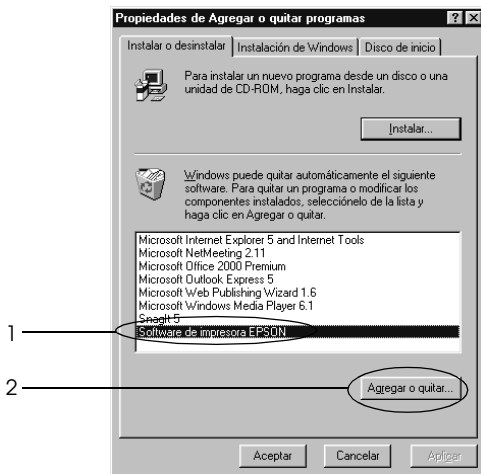 Propiedades de Agregar o quitar programas
Instalar o desinstalar
Instalación de Windows
Disco de inicio
Para instalar un nuevo programa desde un disco o una
unidad de CD-ROM, haga clic en Instalar.
Instalar...
Windows puede quitar automáticamente el siguiente
software. Para quitar un programa o modificar los
componentes instalados, selecciónelo de la lista y
haga clic en Agregar o quitar.
Microsoft Internet Explorer 5 and Internet Tools
Microsoft NetMeeting 2.11
Microsoft Office 2000 Premium
Microsoft Outlook Express 5
Microsoft Web Publishing Wizard 1.6
Microsoft Windows Media Player 6.1
SnagIt 5
1
Software de impresora EPSON
2
Agregar o quitar...
Aceptar
Cancelar
Aplicar